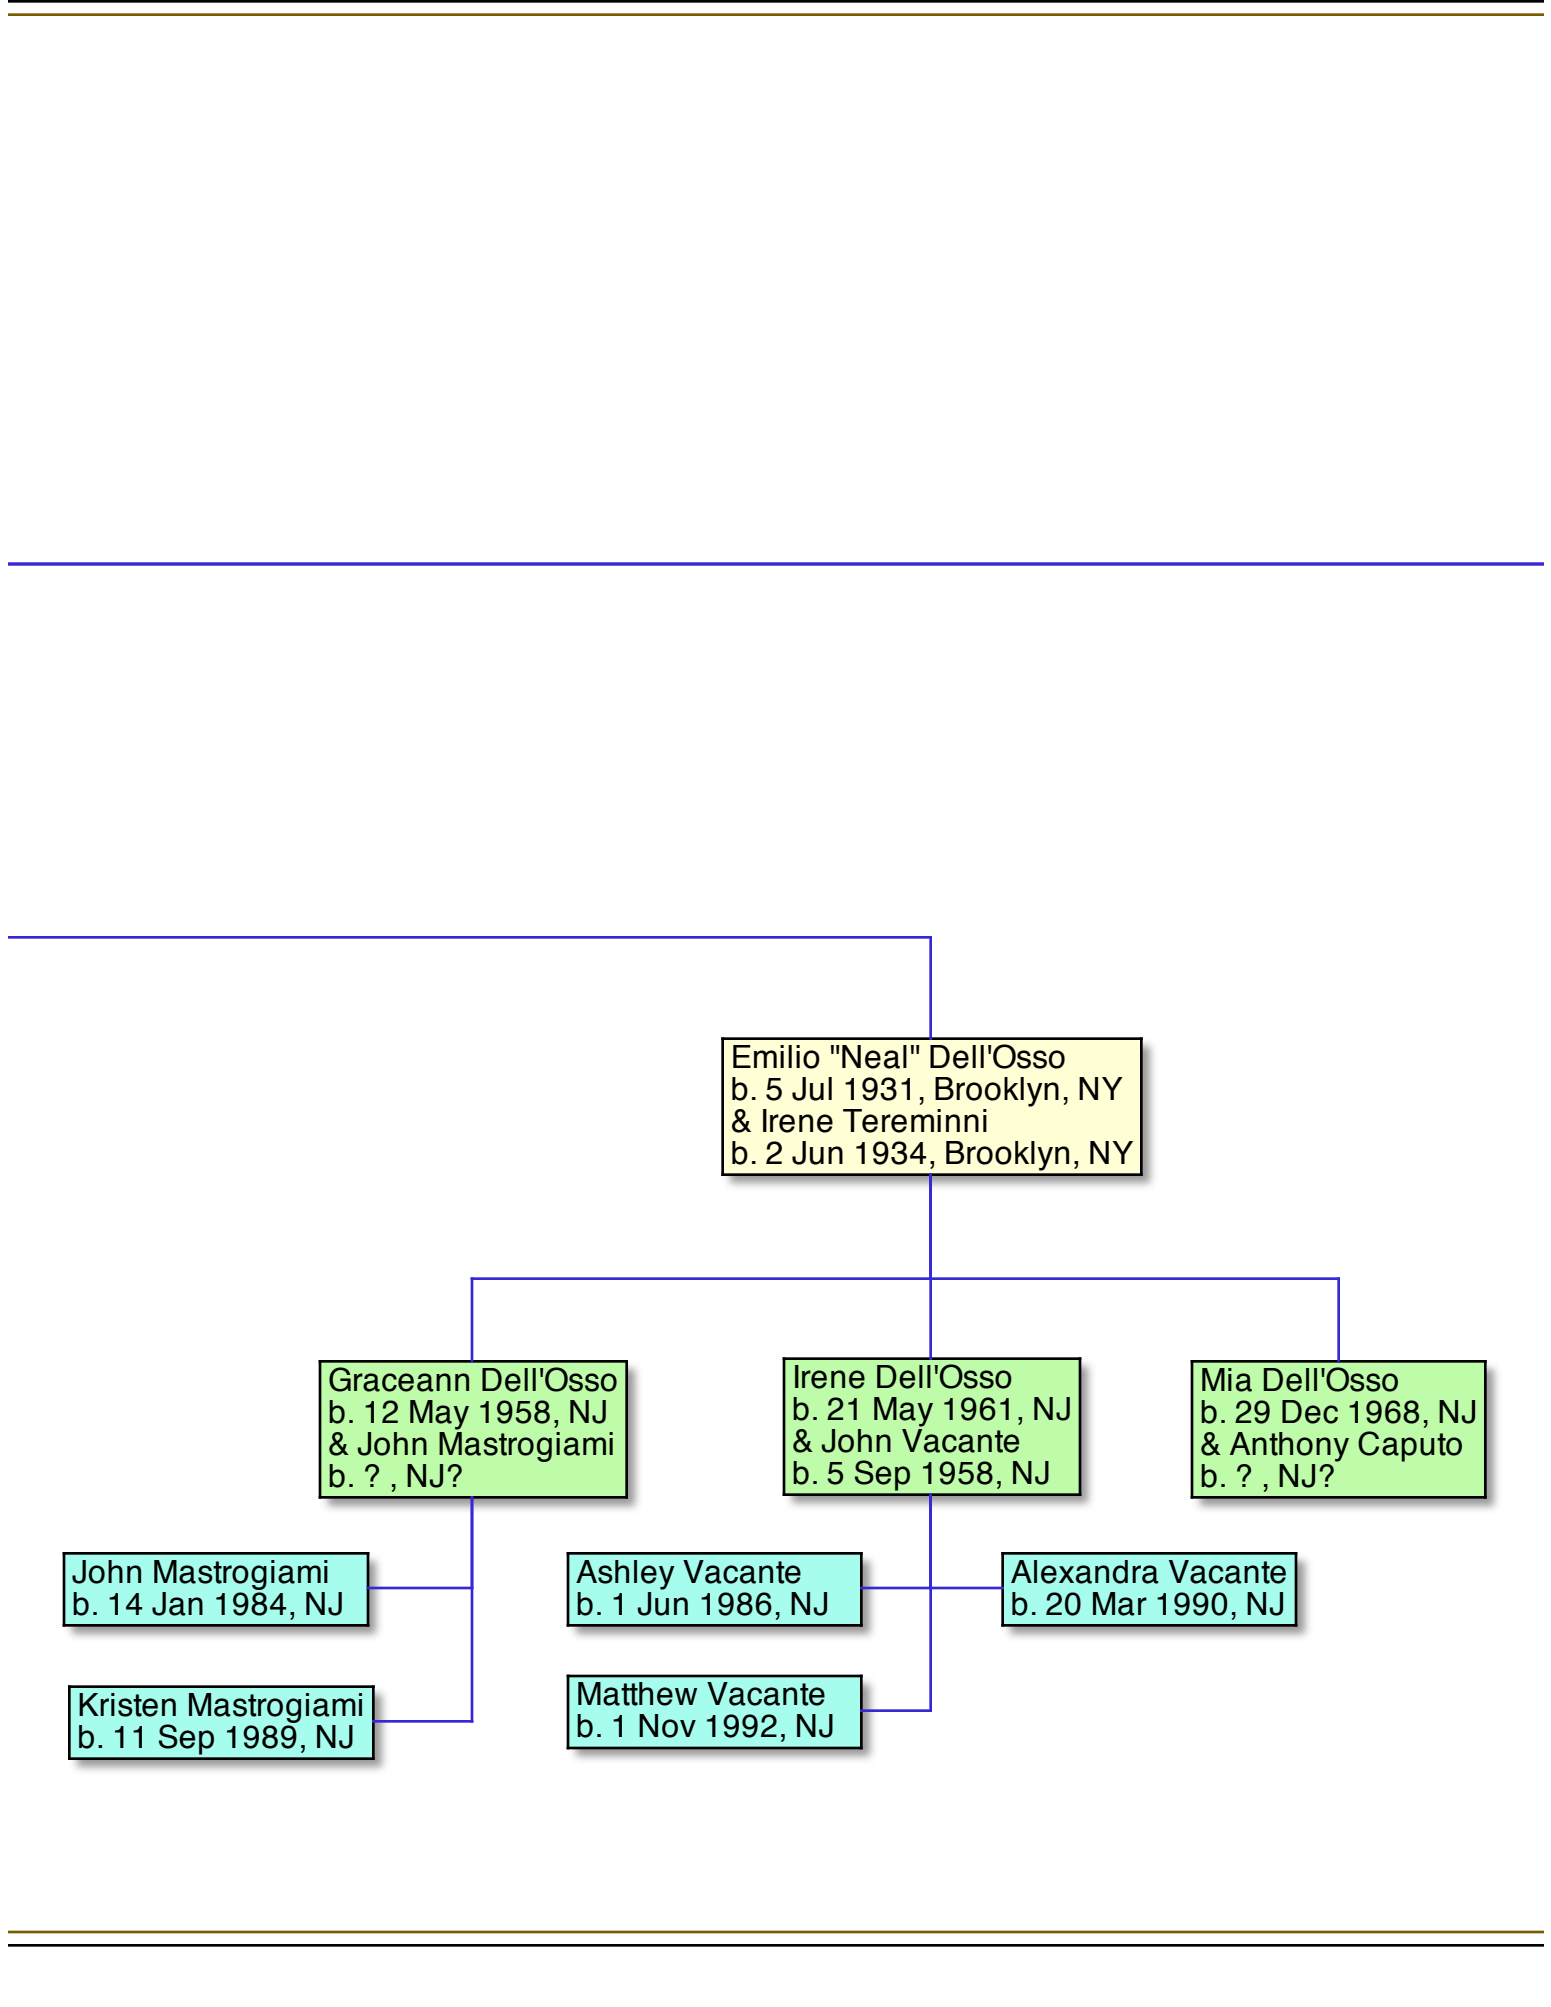 Emilio "Neal" Dell'Osso
b. 5 Jul 1931, Brooklyn, NY
& Irene Tereminni
b. 2 Jun 1934, Brooklyn, NY
Graceann Dell'Osso
b. 12 May 1958, NJ
& John Mastrogiami
b. ? , NJ?
Irene Dell'Osso
b. 21 May 1961, NJ
& John Vacante
b. 5 Sep 1958, NJ
Mia Dell'Osso
b. 29 Dec 1968, NJ
& Anthony Caputo
b. ? , NJ?
John Mastrogiami
b. 14 Jan 1984, NJ
Ashley Vacante
b. 1 Jun 1986, NJ
Alexandra Vacante
b. 20 Mar 1990, NJ
Kristen Mastrogiami
b. 11 Sep 1989, NJ
Matthew Vacante
b. 1 Nov 1992, NJ